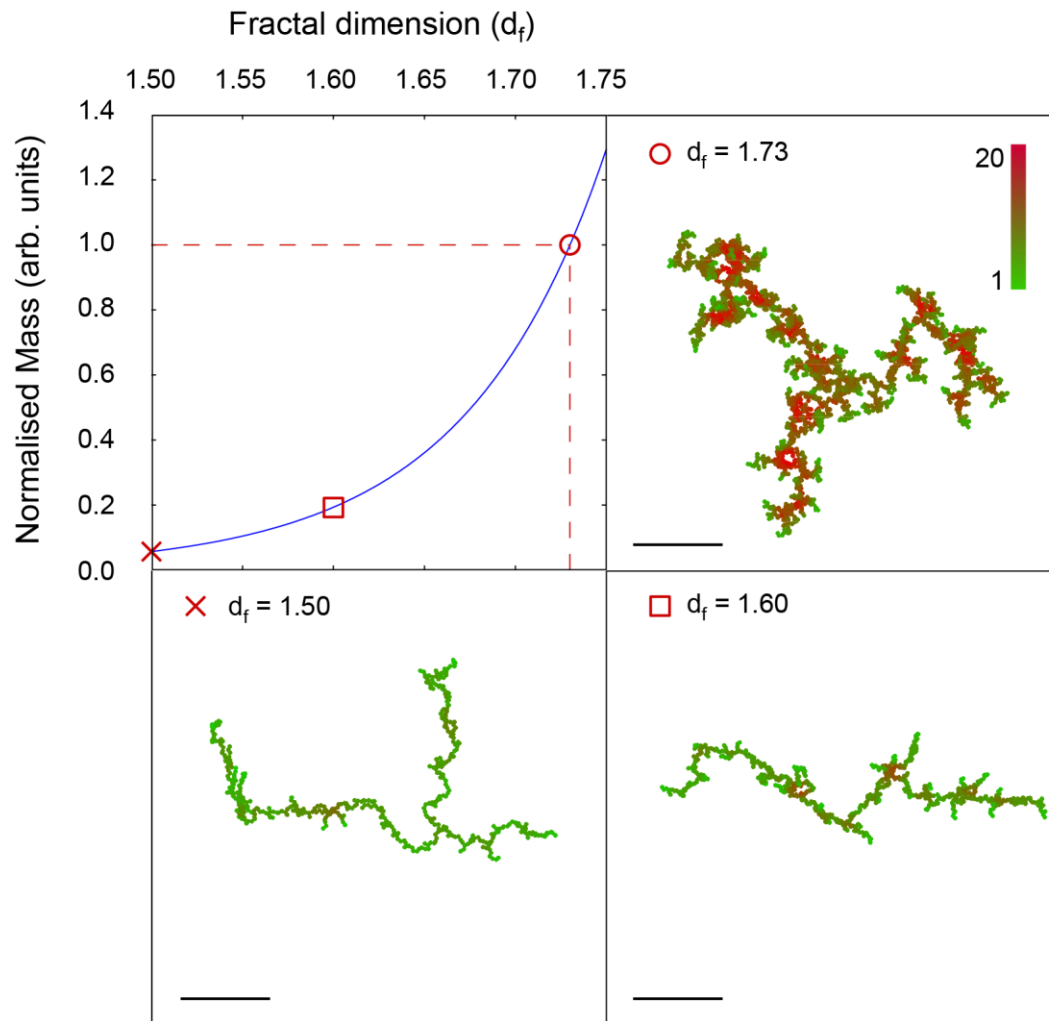 Fractal dimension (df)
1.50 1.55 1.60 1.65 1.70 1.75
Normalised Mass (arb. units)
1.4
1.2
1.0
0.8
0.6
0.4
0.2
0.0
df = 1.73
20
1
df = 1.50
df = 1.60